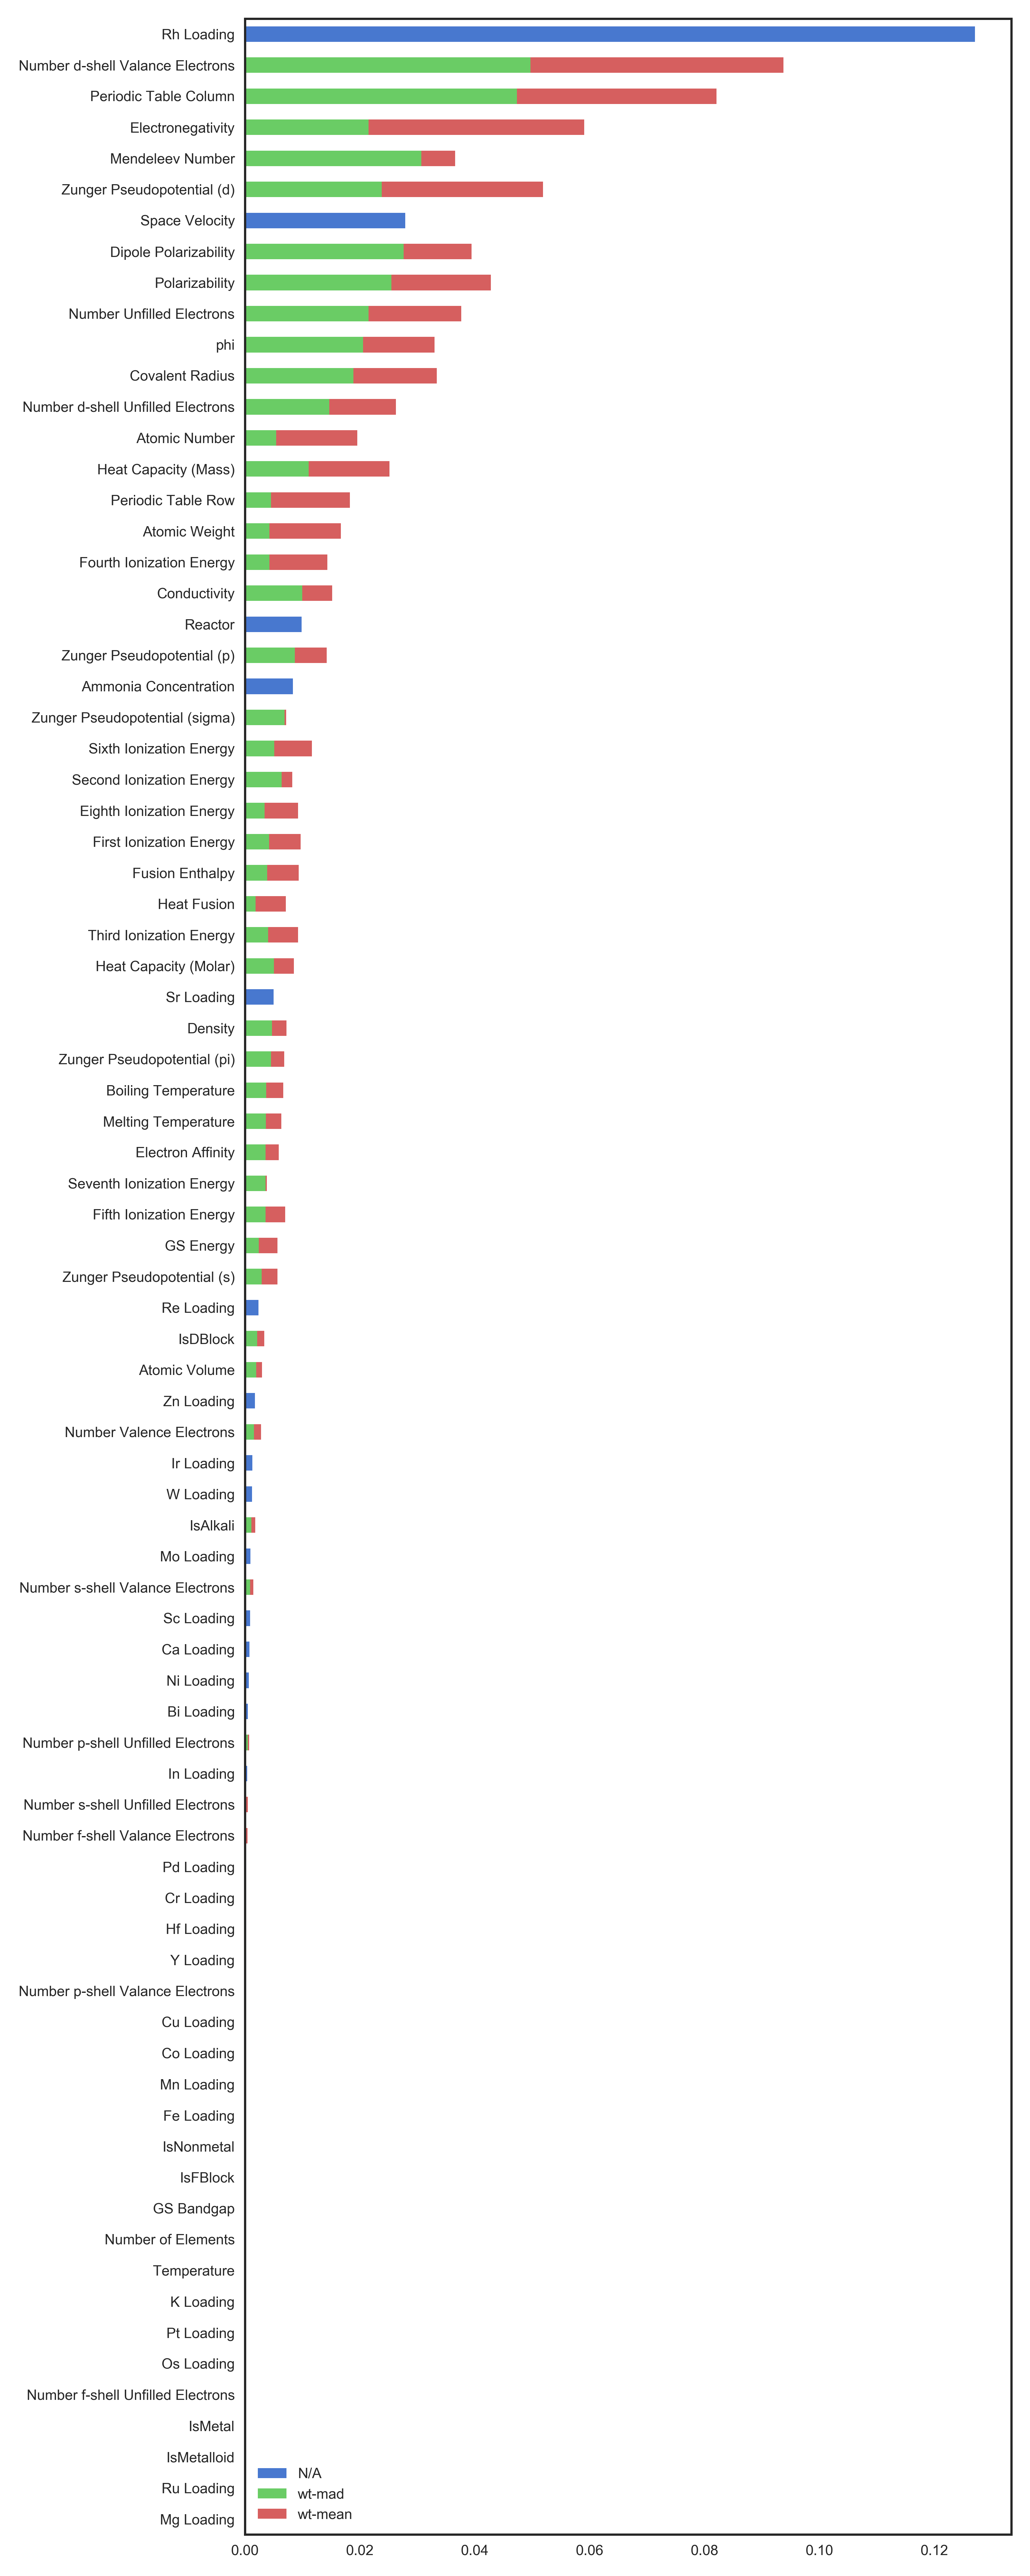 Rh Loading
Number d-shell Valance Electrons
Periodic Table Column
Electronegativity
Mendeleev Number
Zunger Pseudopotential (d)
Space Velocity
Dipole Polarizability
Polarizability
Number Unfilled Electrons
phi
Covalent Radius
Number d-shell Unfilled Electrons
Atomic Number
Heat Capacity (Mass)
Periodic Table Row
Atomic Weight
Fourth Ionization Energy
Conductivity
Reactor
Zunger Pseudopotential (p)
Ammonia Concentration
Zunger Pseudopotential (sigma)
Sixth Ionization Energy
Second Ionization Energy
Eighth Ionization Energy
First Ionization Energy
Fusion Enthalpy
Heat Fusion
Third Ionization Energy
Heat Capacity (Molar)
Sr Loading
Density
Zunger Pseudopotential (pi)
Boiling Temperature
Melting Temperature
Electron Affinity
Seventh Ionization Energy
Fifth Ionization Energy
GS Energy
Zunger Pseudopotential (s)
Re Loading
IsDBlock
Atomic Volume
Zn Loading
Number Valence Electrons
Ir Loading
W Loading
IsAlkali
Mo Loading
Number s-shell Valance Electrons
Sc Loading
Ca Loading
Ni Loading
Bi Loading
Number p-shell Unfilled Electrons
In Loading
Number s-shell Unfilled Electrons
Number f-shell Valance Electrons
Pd Loading
Cr Loading
Hf Loading
Y Loading
Number p-shell Valance Electrons
Cu Loading
Co Loading
Mn Loading
Fe Loading
IsNonmetal
IsFBlock
GS Bandgap
Number of Elements
Temperature
K Loading
Pt Loading
Os Loading
Number f-shell Unfilled Electrons
IsMetal
IsMetalloid
Ru Loading
Mg Loading
N/A
wt-mad
wt-mean
0.00 0.02 0.04 0.06 0.08 0.10 0.12